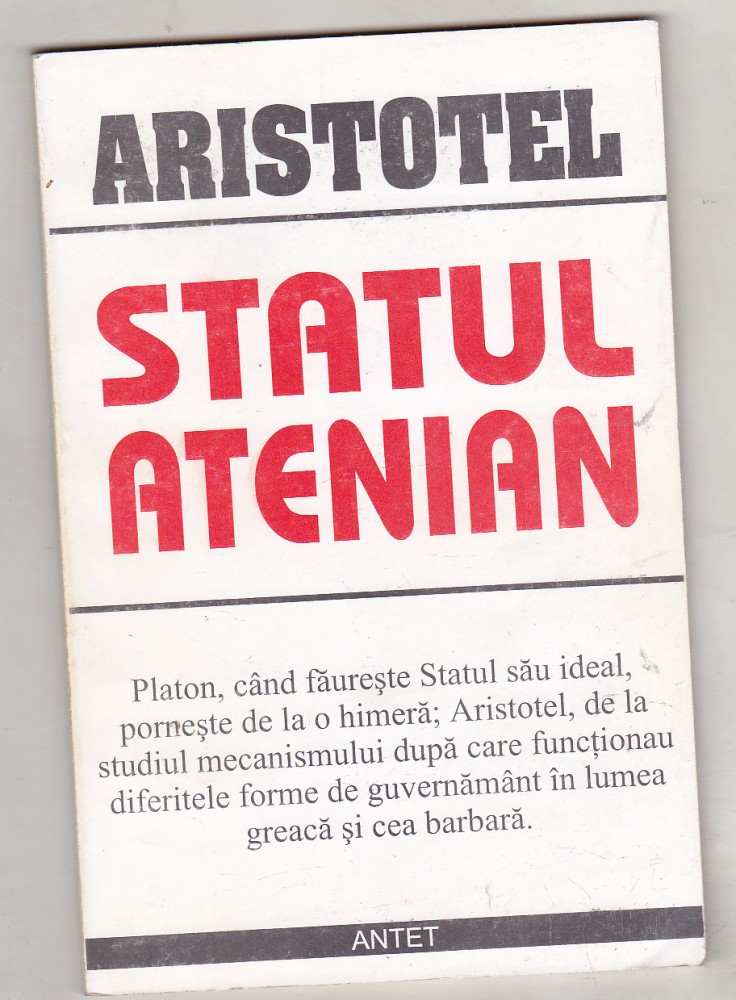 ARISTOTEL
STATUL
ATENIAN
Platon, când făureşte Statul său ideal,
porneşte de la o himeră; Aristotel, de la
studiul mecanismului după care funcţionau
diferitele forme de guvernământ în lumea
greacă şi cea barbară.
ANTET